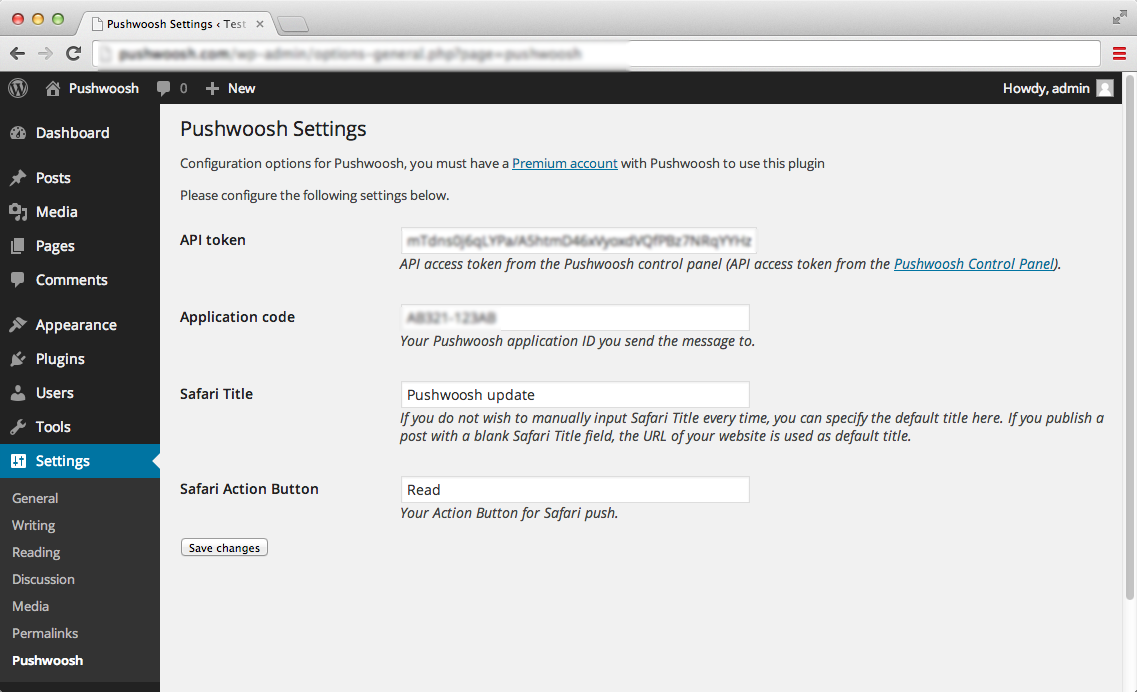 Pushwoosh Settings ‹ Test
Pushwoosh 0 New Howdy, admin
Dashboard
Posts
Media
Pages
Comments
Appearance
Plugins
Users
Tools
Settings
General
Writing
Reading
Discussion
Media
Permalinks
Pushwoosh
Pushwoosh Settings
Configuration options for Pushwoosh, you must have a Premium account with Pushwoosh to use this plugin
Please configure the following settings below.
API token
API access token from the Pushwoosh control panel (API access token from the Pushwoosh Control Panel).
Application code
Your Pushwoosh application ID you send the message to.
Safari Title
Pushwoosh update
If you do not wish to manually input Safari Title every time, you can specify the default title here. If you publish a
post with a blank Safari Title field, the URL of your website is used as default title.
Safari Action Button
Read
Your Action Button for Safari push.
Save changes